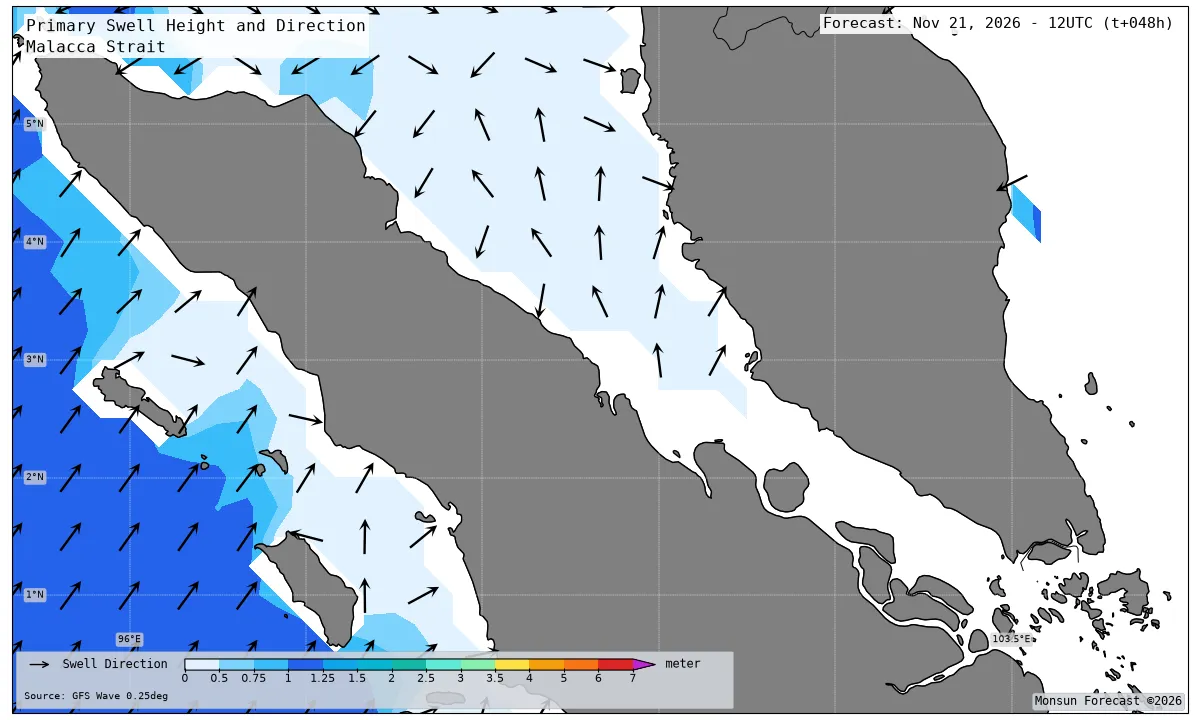 Primary Swell Height and Direction
Malacca Strait
Forecast: Nov 21, 2026 - 12UTC (t+048h)
5°N
4°N
3°N
2°N
1°N
96°E
103.5°E
Swell Direction
meter
0 0.5 0.75 1 1.25 1.5 2 2.5 3 3.5 4 5 6 7
Source: GFS Wave 0.25deg
Monsun Forecast ©2026